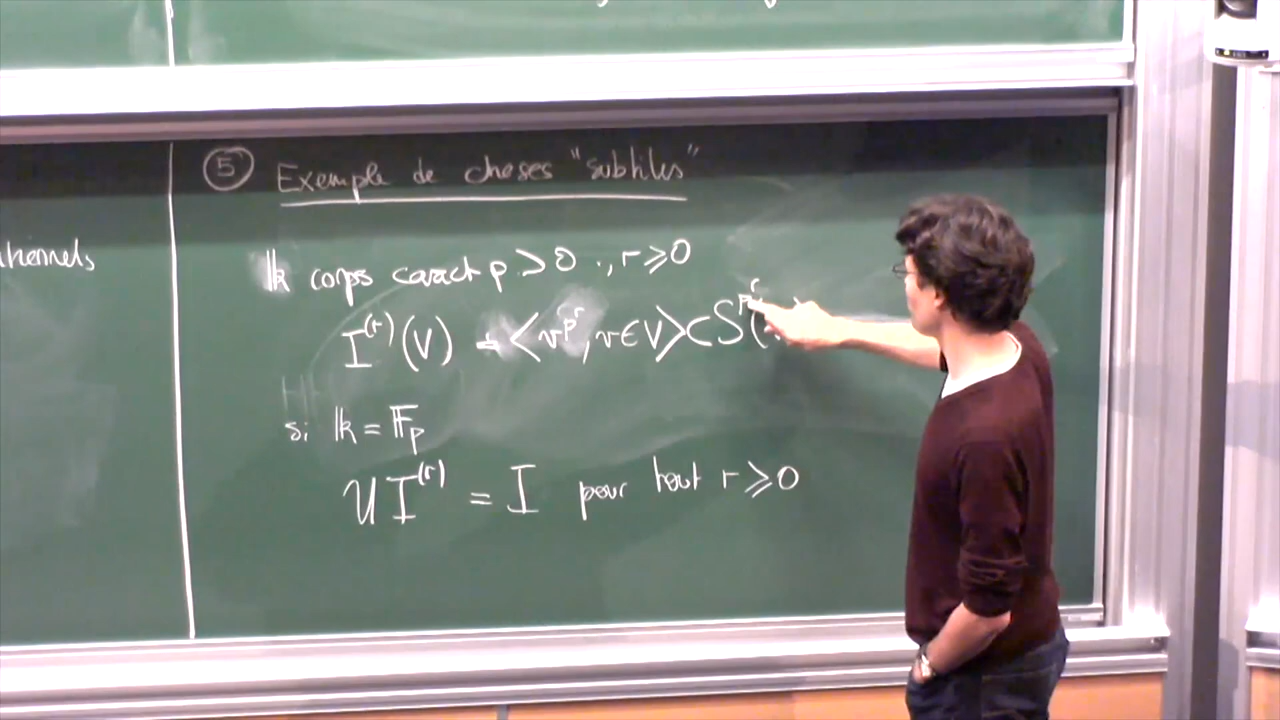 ⑤ Exemple de choses "subtiles"
𝕜 corps caract p > 0 ., r ⩾ 0
I^(r)(V) = <v^{p^r}, v ∈ V> ⊂ S^{p^r}(
si 𝕜 = 𝔽_p
𝒰 I^(r) = I pour tout r ⩾ 0